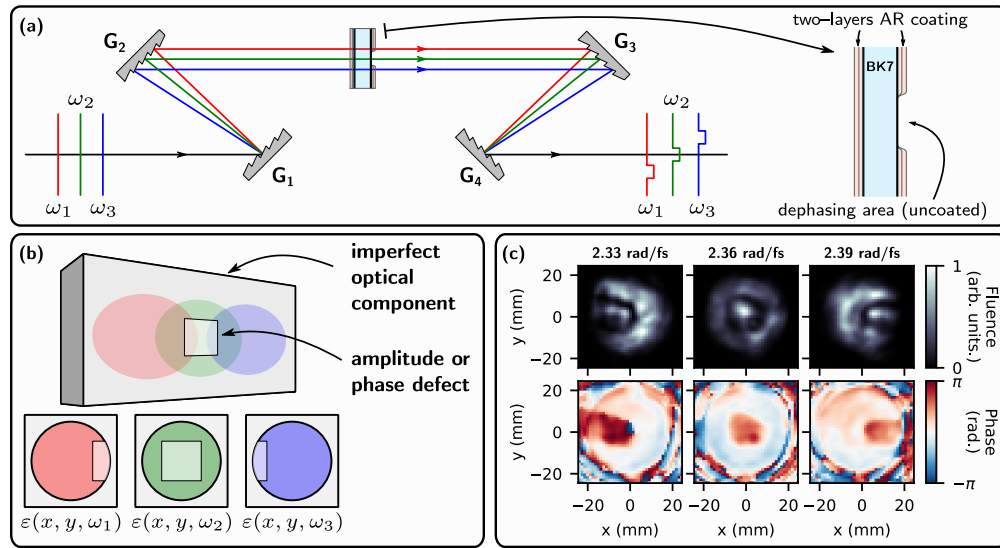 (a)
G₂
G₃
G₁
G₄
ω₂
ω₁ ω₃
ω₂
ω₁ ω₃
two–layers AR coating
BK7
dephasing area (uncoated)
(b)
imperfect
optical
component
amplitude or
phase defect
ε(x, y, ω₁) ε(x, y, ω₂) ε(x, y, ω₃)
(c)
2.33 rad/fs 2.36 rad/fs 2.39 rad/fs
y (mm)
20
0
−20
1
0
Fluence
(arb. units.)
y (mm)
20
0
−20
π
−π
Phase
(rad.)
−20 0 20 −20 0 20 −20 0 20
x (mm) x (mm) x (mm)